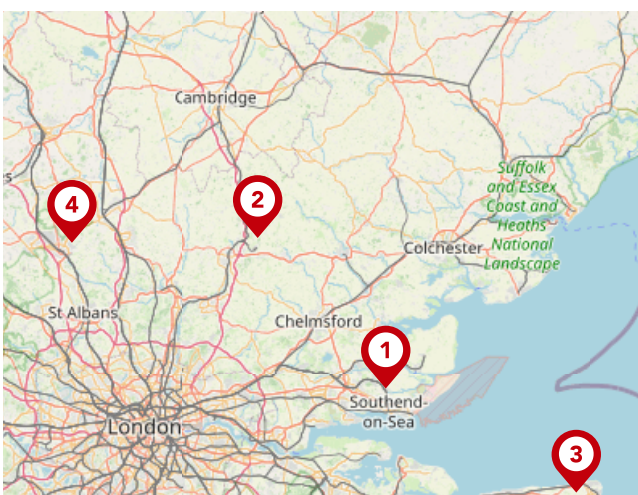 Cambridge
s
4
2
Suffolk
and Essex
Coast and
Heaths
National
Landscape
Colchester
St Albans
Chelmsford
1
Southend-
on-Sea
London
3